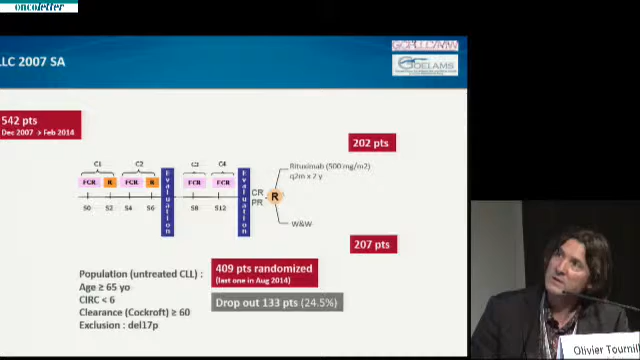 oncoletter
LLC 2007 SA
GOELAMS
542 pts
Dec 2007 > Feb 2014
202 pts
C1 C2 C3 C4
FCR R FCR R Evaluation FCR FCR Evaluation
S0 S2 S4 S6 S8 S12
CR
PR
R
Rituximab (500 mg/m2)
q2m x 2 y
W&W
207 pts
409 pts randomized
(last one in Aug 2014)
Drop out 133 pts (24.5%)
Population (untreated CLL) :
Age ≥ 65 yo
CIRC < 6
Clearance (Cockroft) ≥ 60
Exclusion : del17p
Olivier Tournil